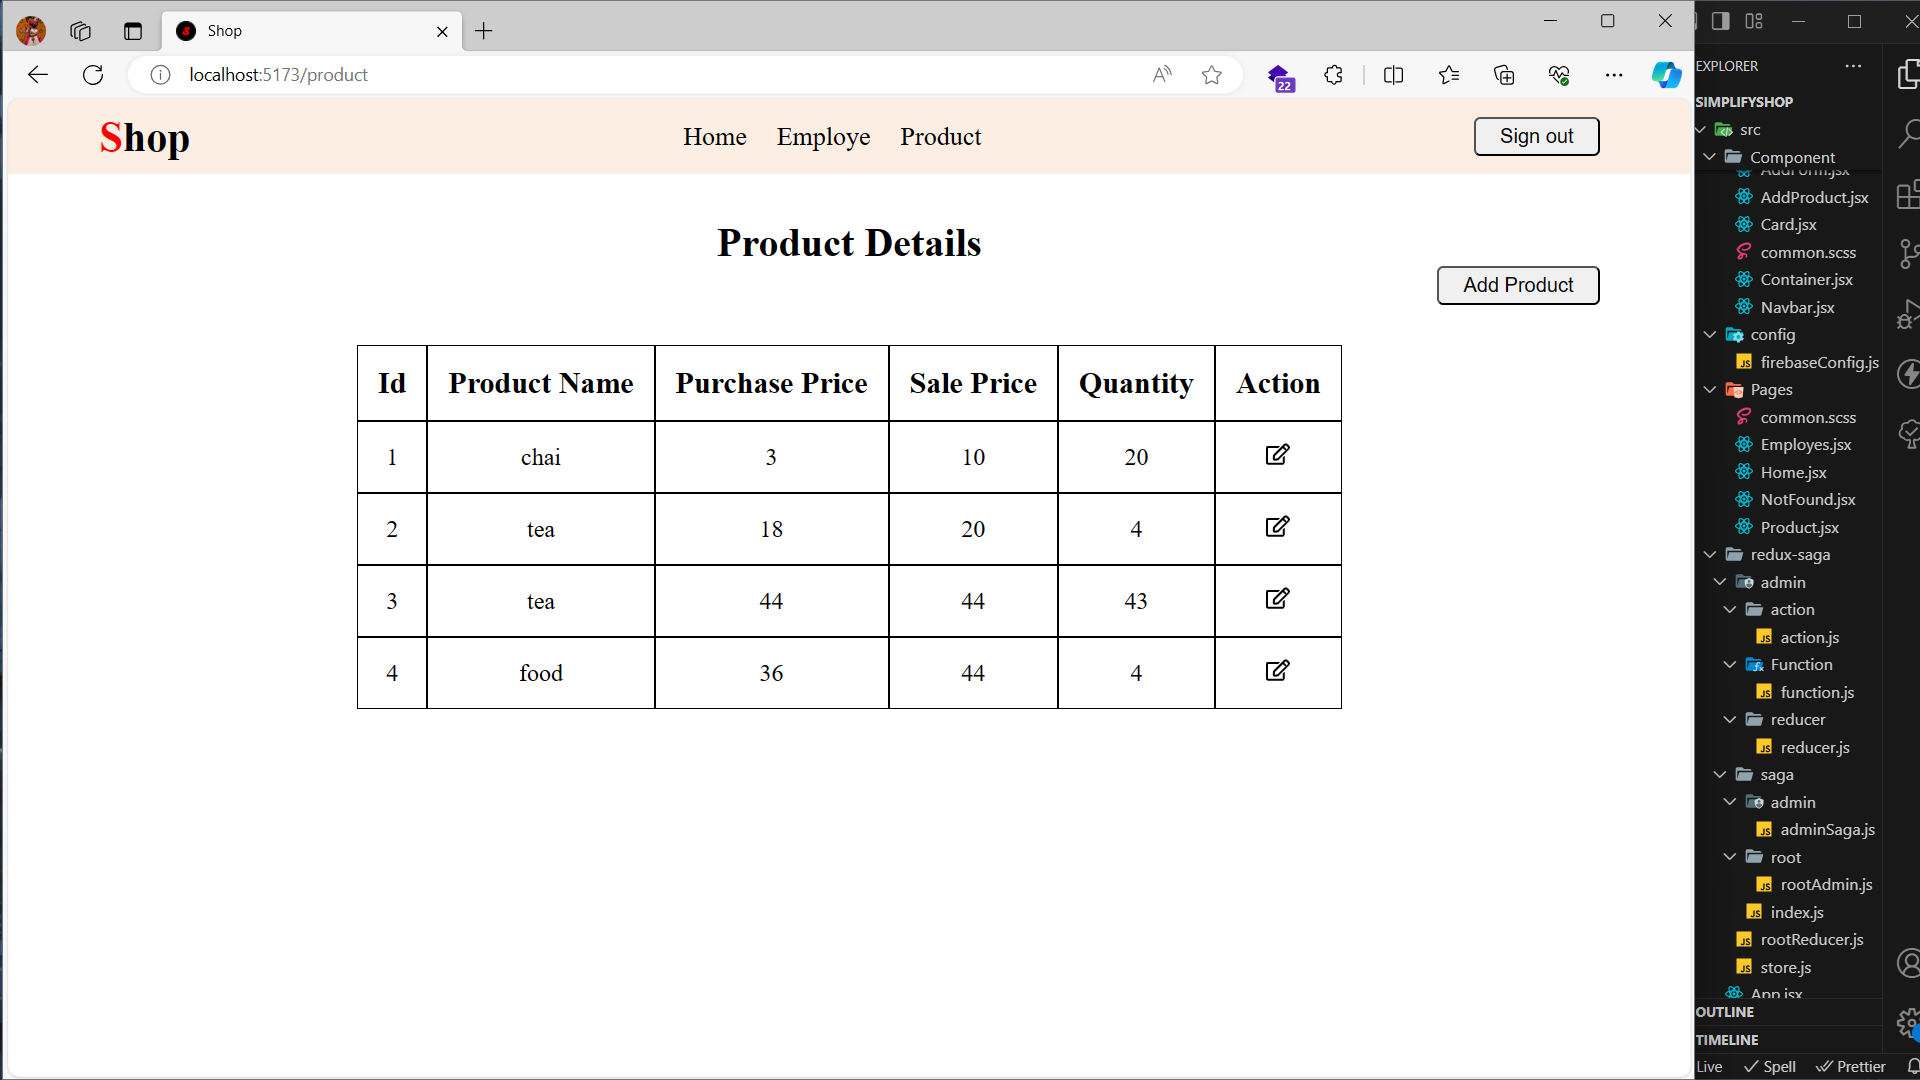 Shop
localhost:5173/product
22
Shop
Home Employe Product
Sign out
Product Details
Add Product
Id Product Name Purchase Price Sale Price Quantity Action
1 chai 3 10 20
2 tea 18 20 4
3 tea 44 44 43
4 food 36 44 4
EXPLORER
SIMPLIFYSHOP
src
Component
AddForm.jsx
AddProduct.jsx
Card.jsx
common.scss
Container.jsx
Navbar.jsx
config
firebaseConfig.js
Pages
common.scss
Employes.jsx
Home.jsx
NotFound.jsx
Product.jsx
redux-saga
admin
action
action.js
Function
function.js
reducer
reducer.js
saga
admin
adminSaga.js
root
rootAdmin.js
index.js
rootReducer.js
store.js
App.jsx
OUTLINE
TIMELINE
Live Spell Prettier